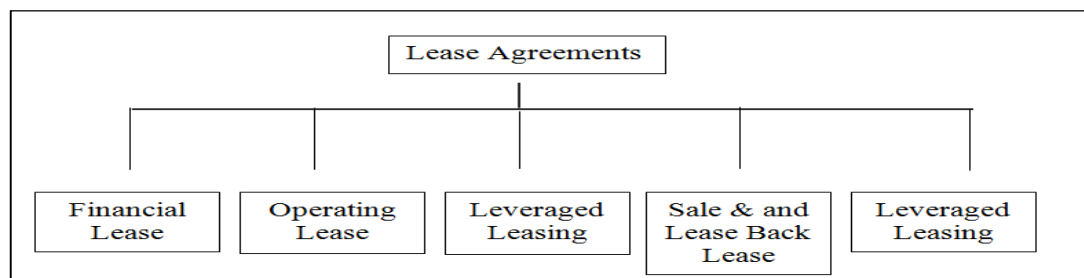 Lease Agreements
Financial
Lease
Operating
Lease
Leveraged
Leasing
Sale & and
Lease Back
Lease
Leveraged
Leasing